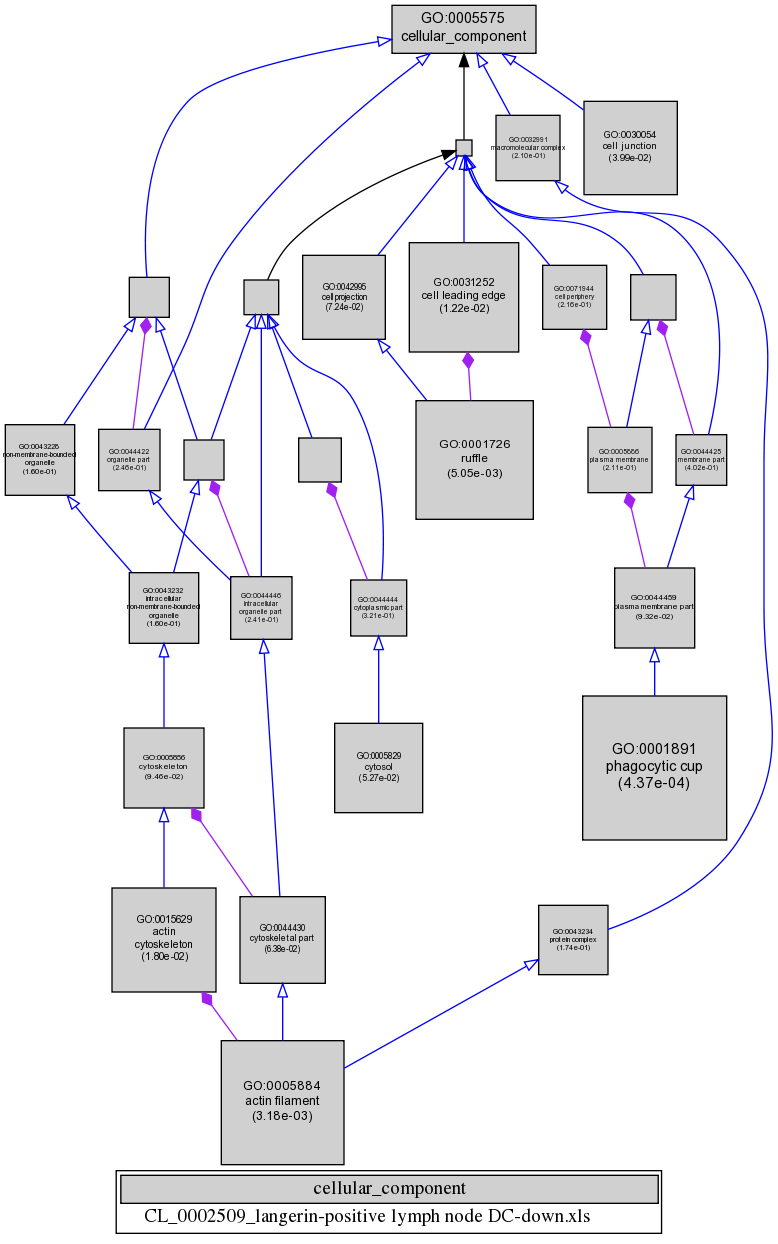 GO:0005575
cellular_component
GO:0030054
cell junction
(3.99e-02)
GO:0032991
macromolecular complex
(2.10e-01)
GO:0042995
cell projection
(7.24e-02)
GO:0031252
cell leading edge
(1.22e-02)
GO:0071944
cell periphery
(2.16e-01)
GO:0001726
ruffle
(5.05e-03)
GO:0043228
non-membrane-bounded
organelle
(1.60e-01)
GO:0044422
organelle part
(2.46e-01)
GO:0005886
plasma membrane
(2.11e-01)
GO:0044425
membrane part
(4.02e-01)
GO:0043232
intracellular
non-membrane-bounded
organelle
(1.60e-01)
GO:0044446
intracellular
organelle part
(2.41e-01)
GO:0044444
cytoplasmic part
(3.21e-01)
GO:0044459
plasma membrane part
(9.32e-02)
GO:0005856
cytoskeleton
(9.46e-02)
GO:0005829
cytosol
(5.27e-02)
GO:0001891
phagocytic cup
(4.37e-04)
GO:0015629
actin
cytoskeleton
(1.80e-02)
GO:0044430
cytoskeletal part
(6.38e-02)
GO:0043234
protein complex
(1.74e-01)
GO:0005884
actin filament
(3.18e-03)
cellular_component
CL_0002509_langerin-positive lymph node DC-down.xls